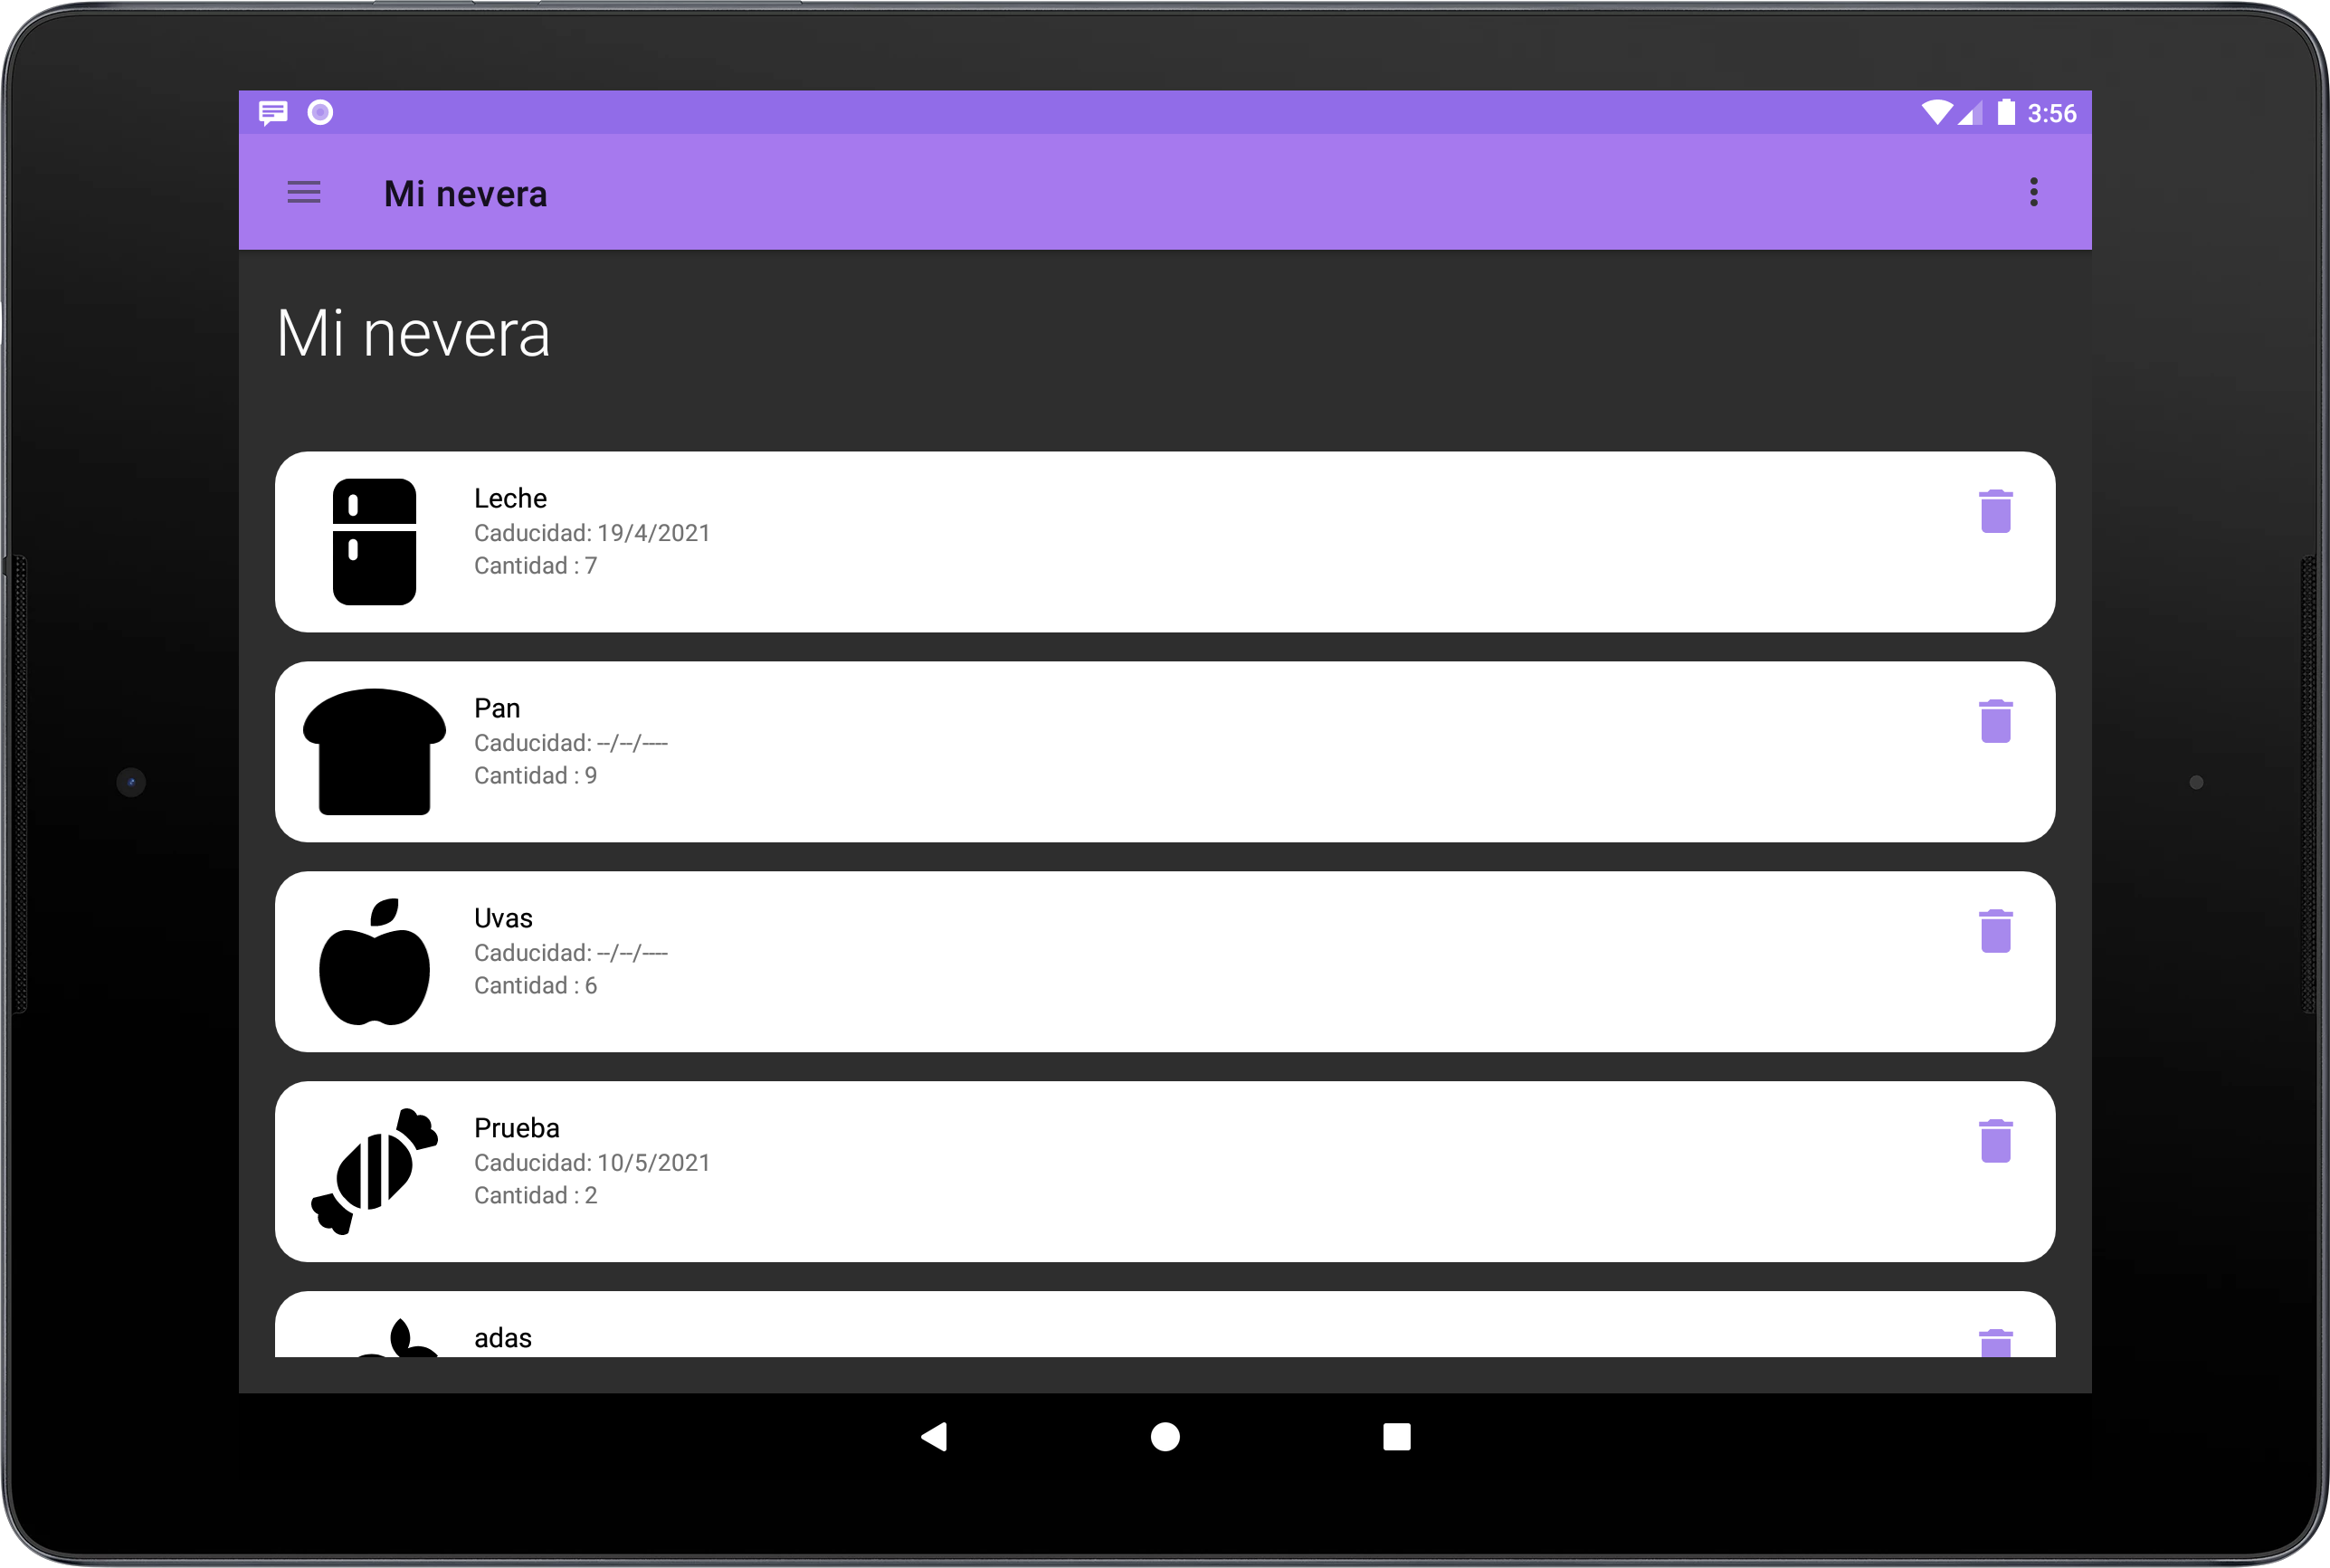 3:56
Mi nevera
Mi nevera
Leche
Caducidad: 19/4/2021
Cantidad : 7
Pan
Caducidad: --/--/----
Cantidad : 9
Uvas
Caducidad: --/--/----
Cantidad : 6
Prueba
Caducidad: 10/5/2021
Cantidad : 2
adas